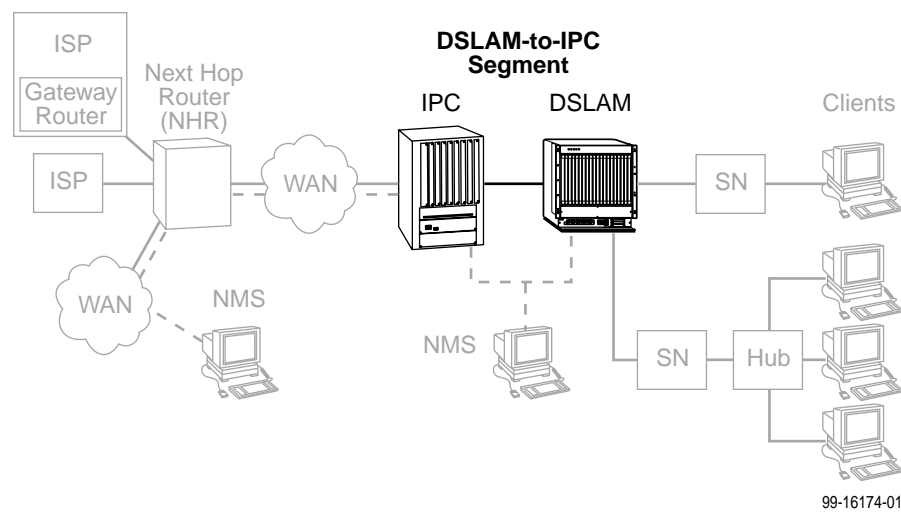 DSLAM-to-IPC
Segment
ISP
Gateway
Router
Next Hop
Router
(NHR)
IPC
DSLAM
Clients
ISP
WAN
SN
WAN
NMS
NMS
SN
Hub
99-16174-01